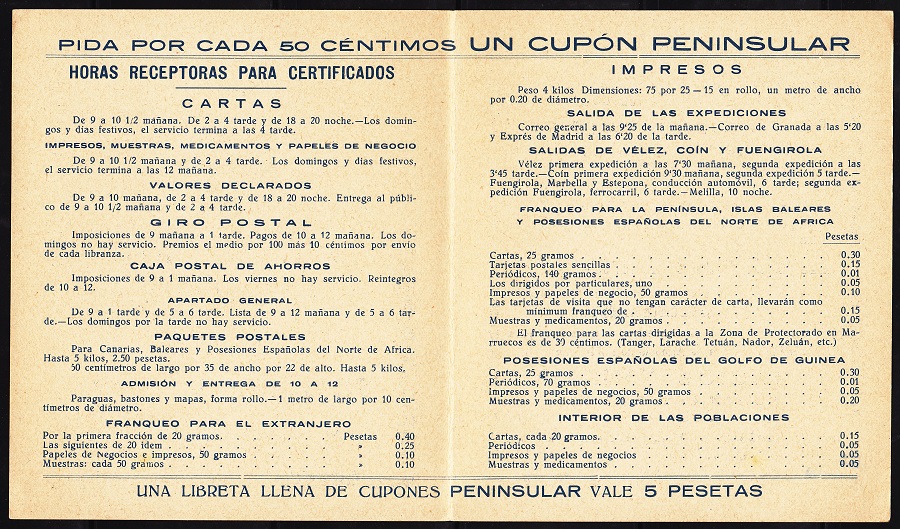 PIDA POR CADA 50 CÉNTIMOS UN CUPÓN PENINSULAR
HORAS RECEPTORAS PARA CERTIFICADOS
CARTAS
De 9 a 10 1/2 mañana. De 2 a 4 tarde y de 18 a 20 noche.—Los domin-
gos y días festivos, el servicio termina a las 4 tarde.
IMPRESOS, MUESTRAS, MEDICAMENTOS Y PAPELES DE NEGOCIO
De 9 a 10 1/2 mañana y de 2 a 4 tarde. Los domingos y días festivos,
el servicio termina a las 12 mañana.
VALORES DECLARADOS
De 9 a 10 mañana, de 2 a 4 tarde y de 18 a 20 noche. Entrega al públi-
co de 9 a 10 1/2 mañana y de 2 a 4 tarde.
GIRO POSTAL
Imposiciones de 9 mañana a 1 tarde. Pagos de 10 a 12 mañana. Los do-
mingos no hay servicio. Premios el medio por 100 más 10 céntimos por envío
de cada libranza.
CAJA POSTAL DE AHORROS
Imposiciones de 9 a 1 mañana. Los viernes no hay servicio. Reintegros
de 10 a 12.
APARTADO GENERAL
De 9 a 1 tarde y de 5 a 6 tarde. Lista de 9 a 12 mañana y de 5 a 6 tar-
de.—Los domingos por la tarde no hay servicio.
PAQUETES POSTALES
Para Canarias, Baleares y Posesiones Españolas del Norte de Africa.
Hasta 5 kilos, 2.50 pesetas.
50 centímetros de largo por 35 de ancho por 22 de alto. Hasta 5 kilos.
ADMISIÓN Y ENTREGA DE 10 A 12
Paraguas, bastones y mapas, forma rollo.—1 metro de largo por 10 cen-
tímetros de diámetro.
FRANQUEO PARA EL EXTRANJERO
Por la primera fracción de 20 gramos. . . . . . . Pesetas 0.40
Las siguientes de 20 idem . . . . . . . . . » 0.25
Papeles de Negocios e impresos, 50 gramos . . . . . » 0.10
Muestras: cada 50 gramos . . . . . . . . . » 0.10
IMPRESOS
Peso 4 kilos Dimensiones: 75 por 25 — 15 en rollo, un metro de ancho
por 0.20 de diámetro.
SALIDA DE LAS EXPEDICIONES
Correo general a las 9'25 de la mañana.—Correo de Granada a las 5'20
y Exprés de Madrid a las 6'20 de la tarde.
SALIDAS DE VÉLEZ, COÍN Y FUENGIROLA
Vélez primera expedición a las 7'30 mañana, segunda expedición a las
3'45 tarde.—Coín primera expedición 9'30 mañana, segunda expedición 5 tarde.—
Fuengirola, Marbella y Estepona, conducción automóvil, 6 tarde; segunda ex-
pedición Fuengirola, ferrocarril, 6 tarde.—Melilla, 10 noche.
FRANQUEO PARA LA PENÍNSULA, ISLAS BALEARES
Y POSESIONES ESPAÑOLAS DEL NORTE DE AFRICA
Pesetas
Cartas, 25 gramos . . . . . . . . . . . 0.30
Tarjetas postales sencillas . . . . . . . . . 0.15
Periódicos, 140 gramos . . . . . . . . . . 0.01
Los dirigidos por particulares, uno . . . . . . . 0.05
Impresos y papeles de negocio, 50 gramos . . . . . . 0.10
Las tarjetas de visita que no tengan carácter de carta, llevarán como
mínimum franqueo de . . . . . . . . . . 0.15
Muestras y medicamentos, 20 gramos . . . . . . . 0.05
El franqueo para las cartas dirigidas a la Zona de Protectorado en Ma-
rruecos es de 30 céntimos. (Tanger, Larache Tetuán, Nador, Zeluán, etc.)
POSESIONES ESPAÑOLAS DEL GOLFO DE GUINEA
Cartas, 25 gramos . . . . . . . . . . . 0.30
Periódicos, 70 gramos . . . . . . . . . . 0.01
Impresos y papeles de negocios, 50 gramos . . . . . . 0.05
Muestras y medicamentos, 20 gramos . . . . . . . 0.20
INTERIOR DE LAS POBLACIONES
Cartas, cada 20 gramos. . . . . . . . . . 0.15
Periódicos . . . . . . . . . . . . 0.05
Impresos y papeles de negocios . . . . . . . . 0.05
Muestras y medicamentos . . . . . . . . . 0.05
UNA LIBRETA LLENA DE CUPONES PENINSULAR VALE 5 PESETAS